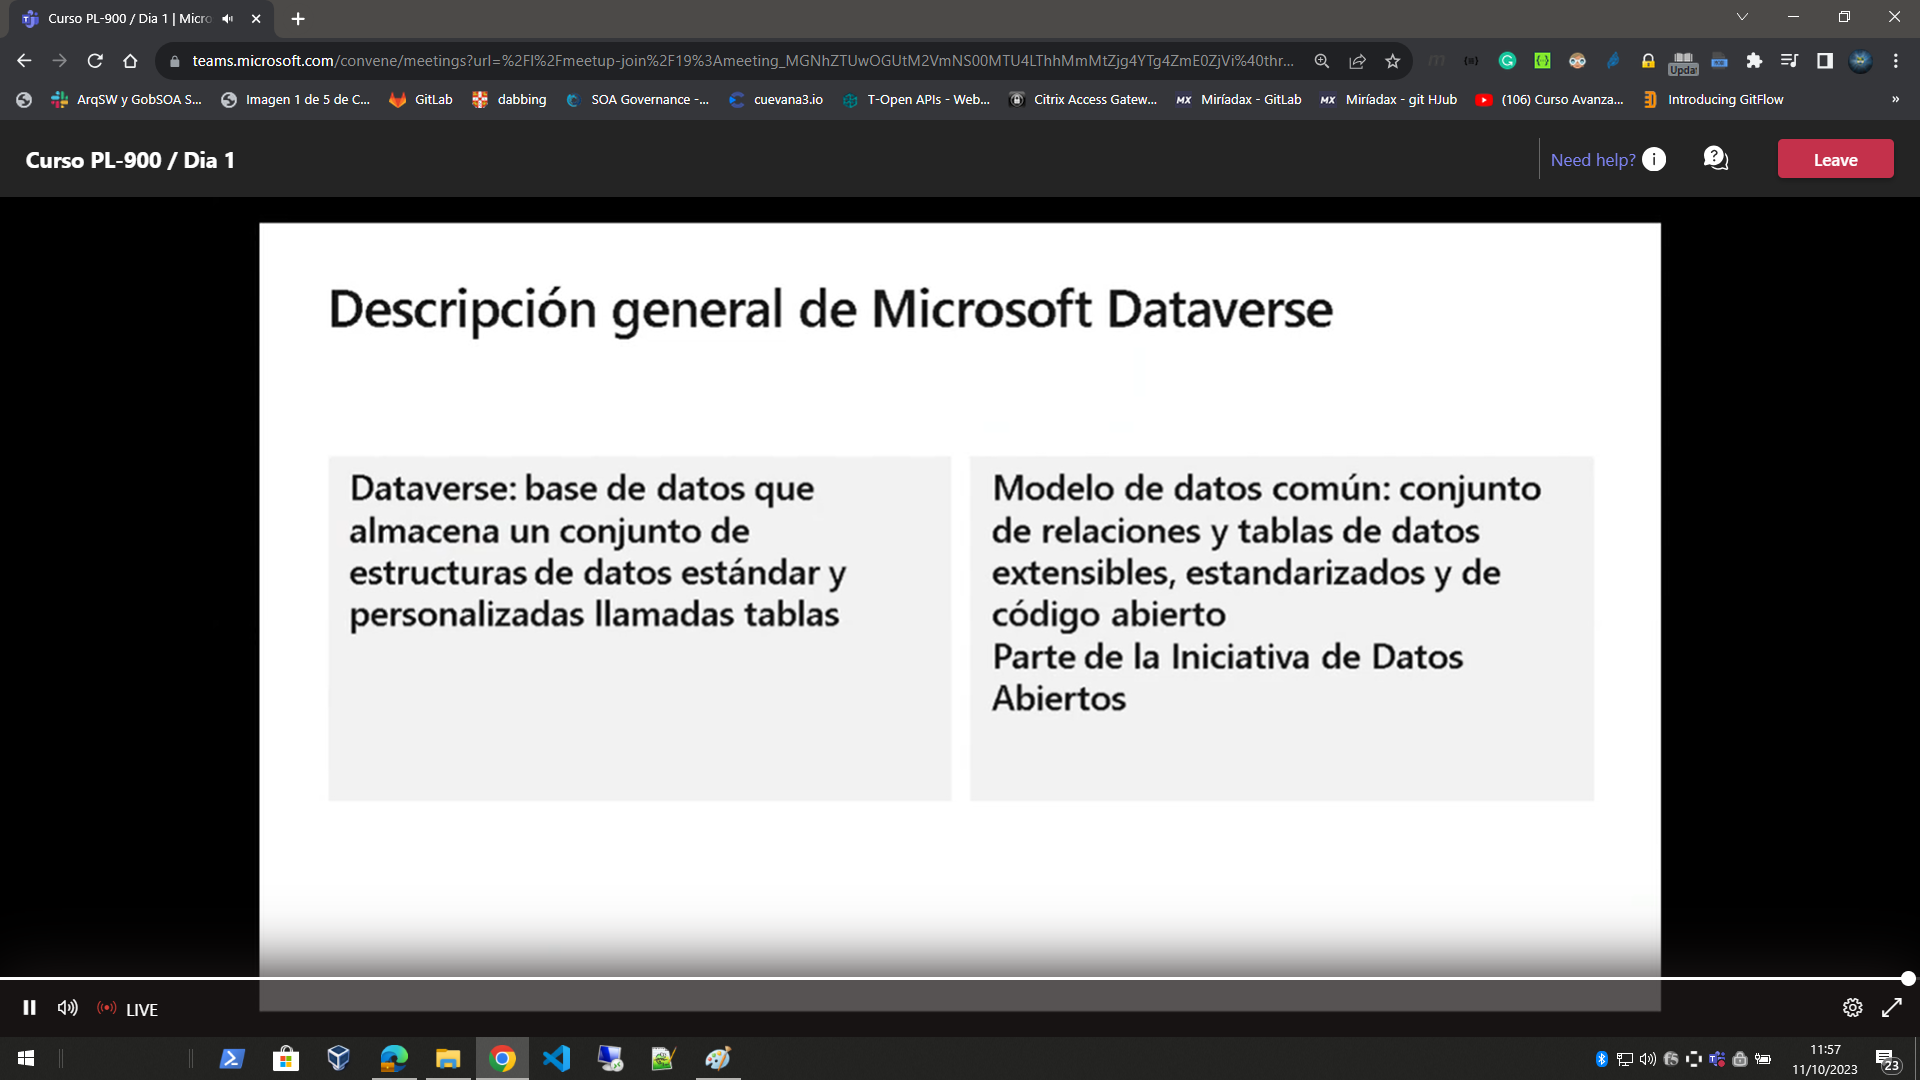 Curso PL-900 / Dia 1 | Micro
teams.microsoft.com/convene/meetings?url=%2Fl%2Fmeetup-join%2F19%3Ameeting_MGNhZTUwOGUtM2VmNS00MTU4LThhMmMtZjg4YTg4ZmE0ZjVi%40thr...
Upda
ArqSW y GobSOA S...
Imagen 1 de 5 de C...
GitLab
dabbing
SOA Governance -...
cuevana3.io
T-Open APIs - Web...
Citrix Access Gatew...
Miríadax - GitLab
Miríadax - git HJub
(106) Curso Avanza...
Introducing GitFlow
»
Curso PL-900 / Dia 1
Need help?
Leave
Descripción general de Microsoft Dataverse
Dataverse: base de datos que
almacena un conjunto de
estructuras de datos estándar y
personalizadas llamadas tablas
Modelo de datos común: conjunto
de relaciones y tablas de datos
extensibles, estandarizados y de
código abierto
Parte de la Iniciativa de Datos
Abiertos
LIVE
11:57
11/10/2023
23